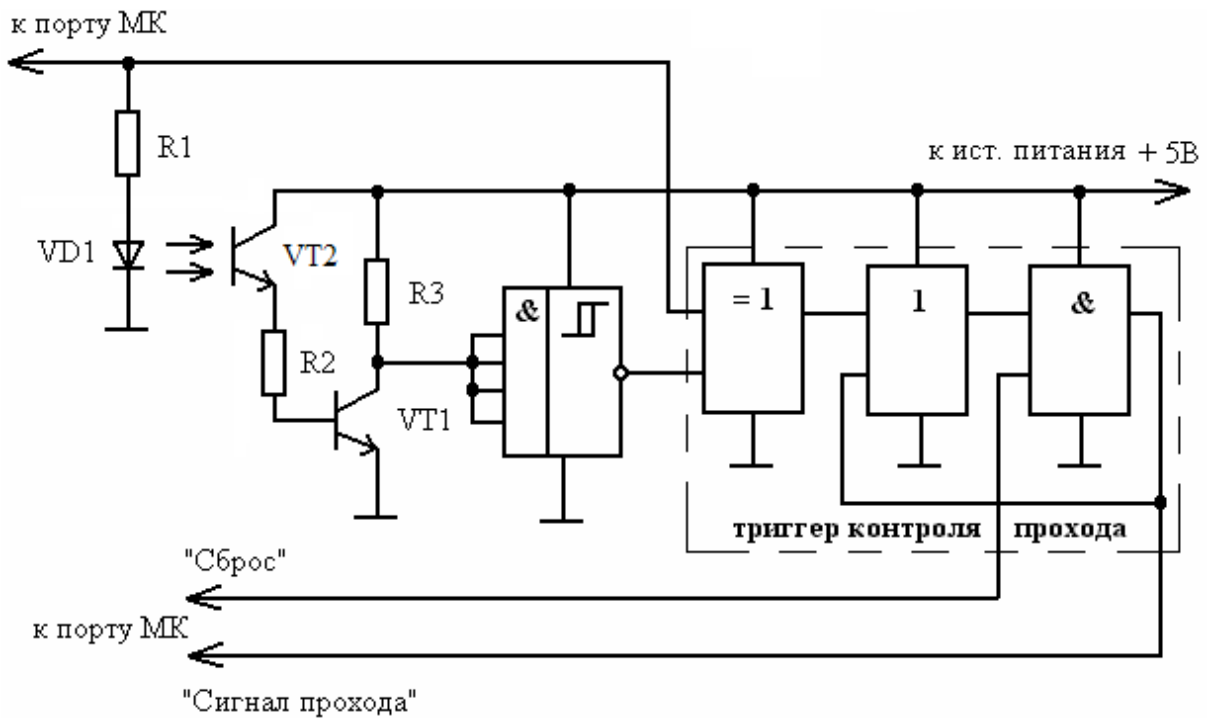 к порту МК
R1
к ист. питания + 5В
VD1
VT2
R3
&
= 1
1
&
R2
VT1
триггер контроля прохода
"Сброс"
к порту МК
"Сигнал прохода"